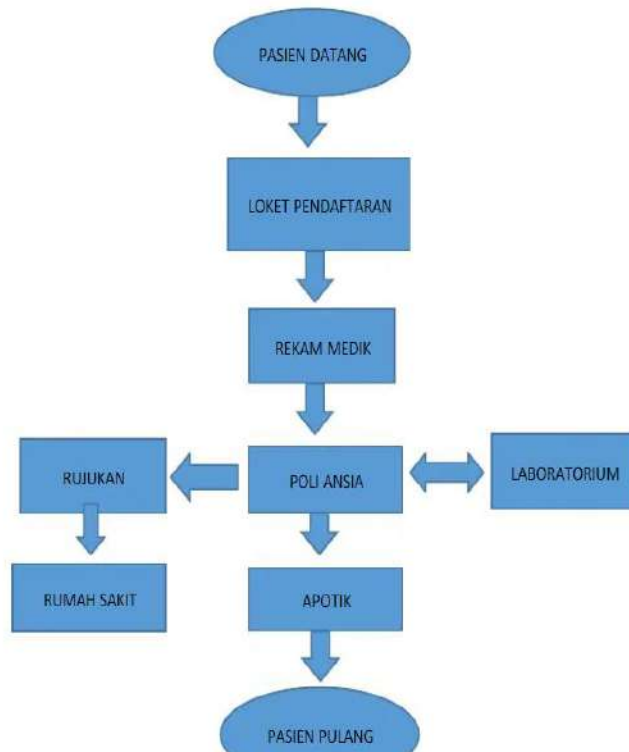 PASIEN DATANG
LOKET PENDAFTARAN
REKAM MEDIK
RUJUKAN
POLI ANSIA
LABORATORIUM
RUMAH SAKIT
APOTIK
PASIEN PULANG